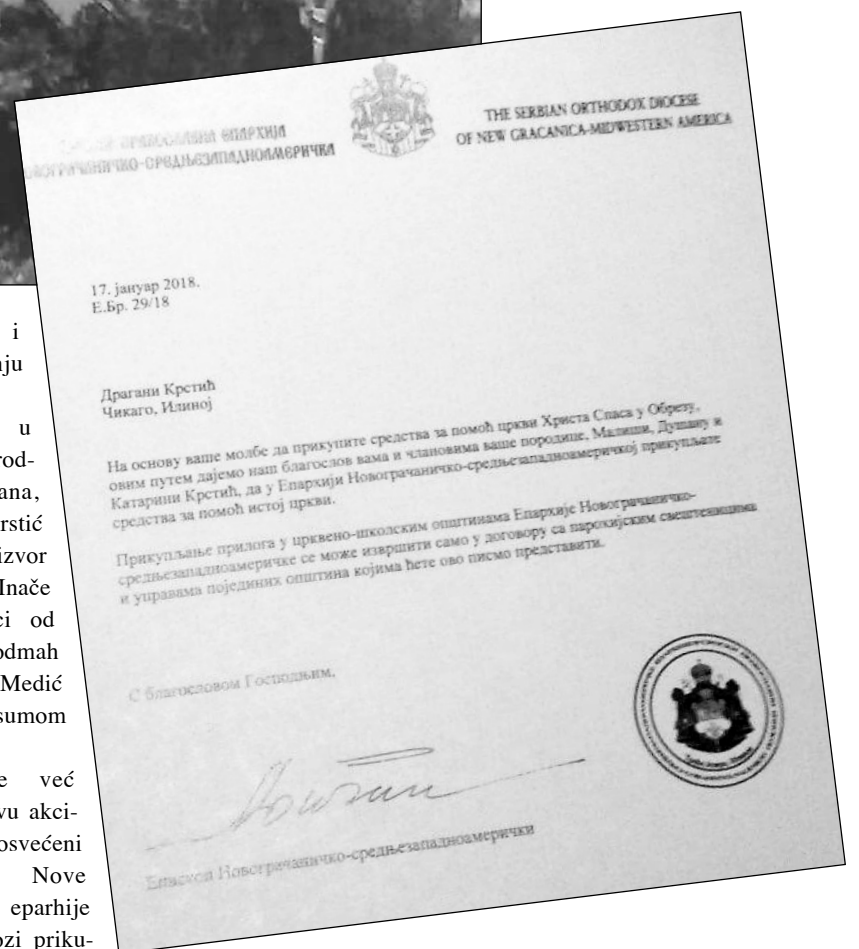 i
nju
u
rod-
ana,
rstić
izvor
Inače
ci od
odmah
Medić
sumom
e već
vu akci-
osvećeni
Nove
eparhije
ozi priku-
ПРАВОСЛАВНА ЕПАРХИЈА
НОВОГРАЧАНИЧКО-СРЕДЊЕЗАПАДНОАМЕРИЧКА
THE SERBIAN ORTHODOX DIOCESE
OF NEW GRACANICA-MIDWESTERN AMERICA
17. јануар 2018.
Е.Бр. 29/18
Драгани Крстић
Чикаго, Илиној
На основу ваше молбе да прикупите средства за помоћ цркви Христа Спаса у Обрежу,
овим путем дајемо наш благослов вама и члановима ваше породице, Малиши, Душану и
Катарини Крстић, да у Епархији Новограчаничко-средњезападноамеричкој прикупљате
средства за помоћ истој цркви.
Прикупљање прилога у црквено-школским општинама Епархије Новограчаничко-
средњезападноамеричке се може извршити само у договору са парохијским свештеницима
и управама појединих општина којима ћете ово писмо представити.
С благословом Господњим,
Епископ Новограчаничко-средњезападноамерички